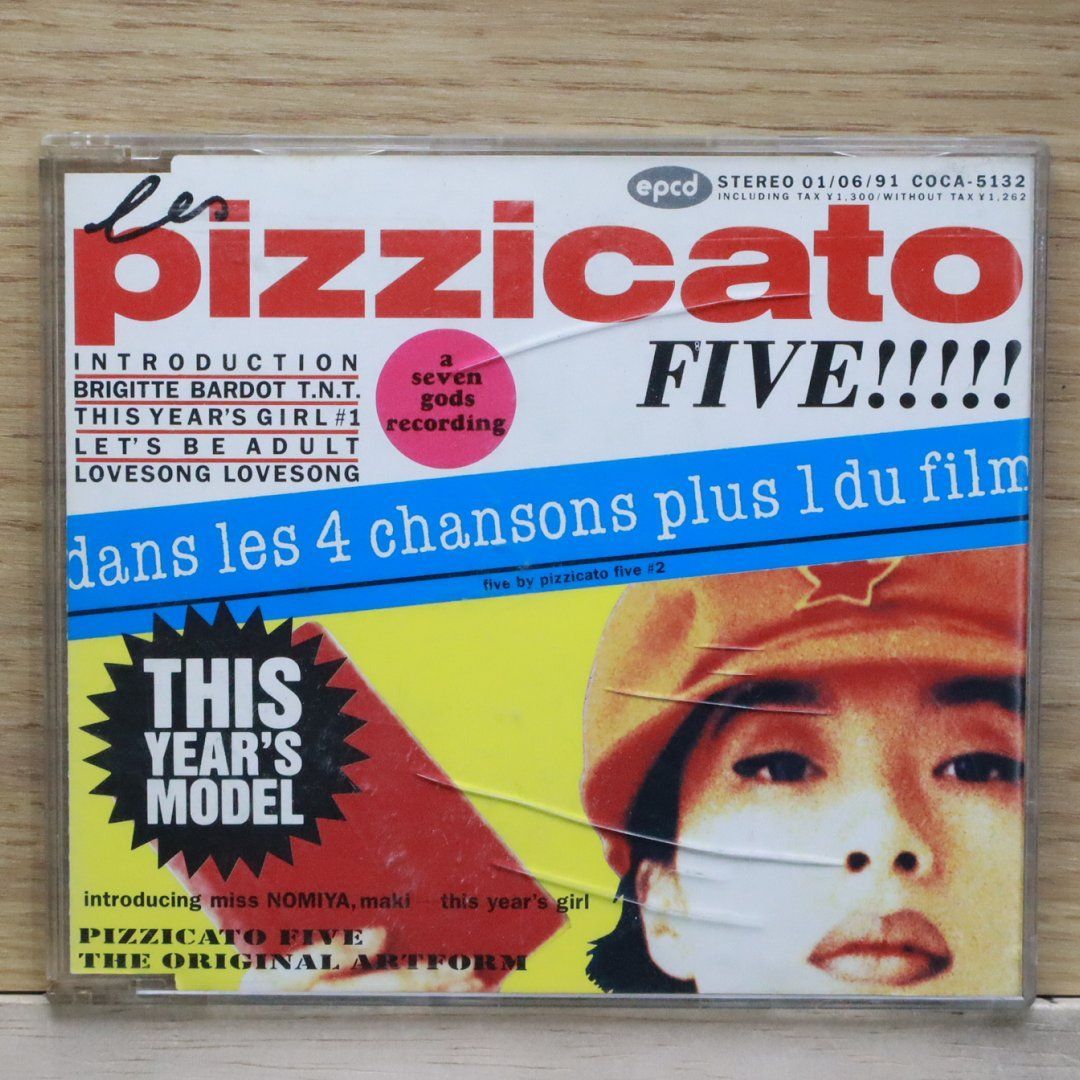 epcd STEREO 01/06/91 COCA-5132
INCLUDING TAX ¥1,300/WITHOUT TAX ¥1,262
les
pizzicato
FIVE!!!!!
INTRODUCTION
BRIGITTE BARDOT T.N.T.
THIS YEAR'S GIRL #1
LET'S BE ADULT
LOVESONG LOVESONG
a
seven
gods
recording
dans les 4 chansons plus 1 du film
five by pizzicato five #2
THIS
YEAR'S
MODEL
introducing miss NOMIYA, maki — this year's girl
PIZZICATO FIVE
THE ORIGINAL ARTFORM